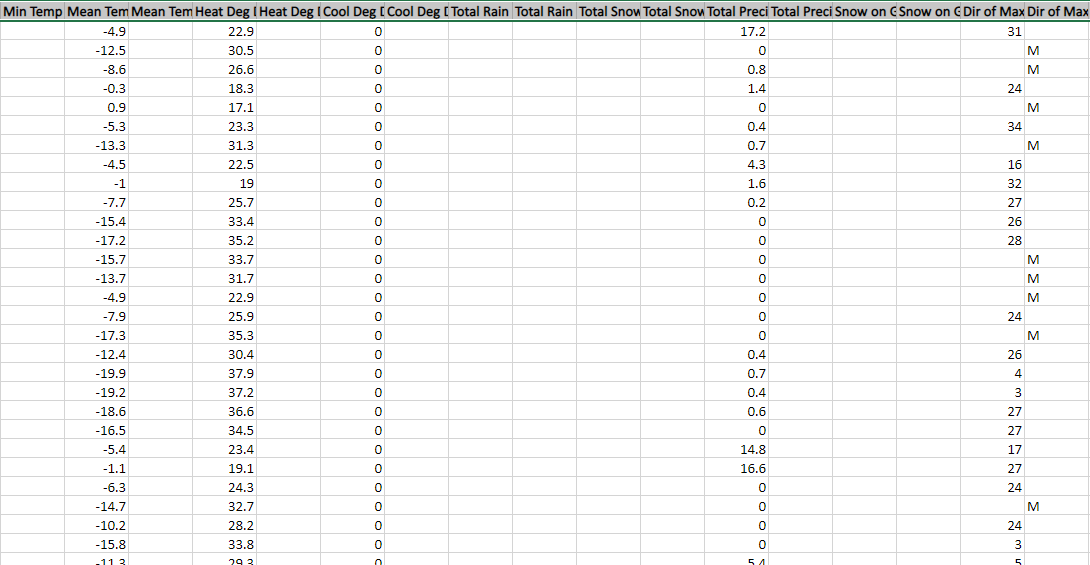 Min Temp Mean Tem Mean Tem Heat Deg Heat Deg Cool Deg Cool Deg Total Rain Total Rain Total Snow Total Snow Total Preci Total Preci Snow on Snow on Dir of Max Dir of Max
-4.9 22.9 0 17.2 31
-12.5 30.5 0 0 M
-8.6 26.6 0 0.8 M
-0.3 18.3 0 1.4 24
0.9 17.1 0 0 M
-5.3 23.3 0 0.4 34
-13.3 31.3 0 0.7 M
-4.5 22.5 0 4.3 16
-1 19 0 1.6 32
-7.7 25.7 0 0.2 27
-15.4 33.4 0 0 26
-17.2 35.2 0 0 28
-15.7 33.7 0 0 M
-13.7 31.7 0 0 M
-4.9 22.9 0 0 M
-7.9 25.9 0 0 24
-17.3 35.3 0 0 M
-12.4 30.4 0 0.4 26
-19.9 37.9 0 0.7 4
-19.2 37.2 0 0.4 3
-18.6 36.6 0 0.6 27
-16.5 34.5 0 0 27
-5.4 23.4 0 14.8 17
-1.1 19.1 0 16.6 27
-6.3 24.3 0 0 24
-14.7 32.7 0 0 M
-10.2 28.2 0 0 24
-15.8 33.8 0 0 3
-11.3 29.3 0 5.4 5